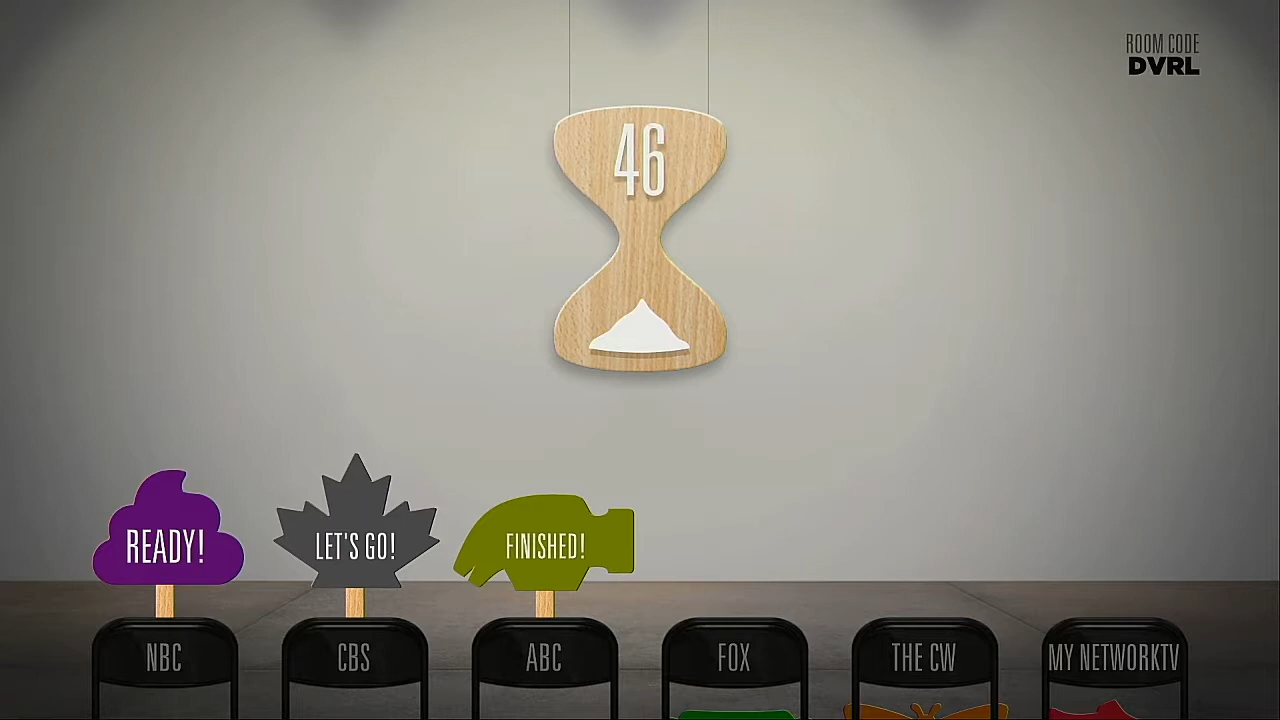 ROOM CODE
DVRL
46
READY!
LET'S GO!
FINISHED!
NBC
CBS
ABC
FOX
THE CW
MY NETWORKTV